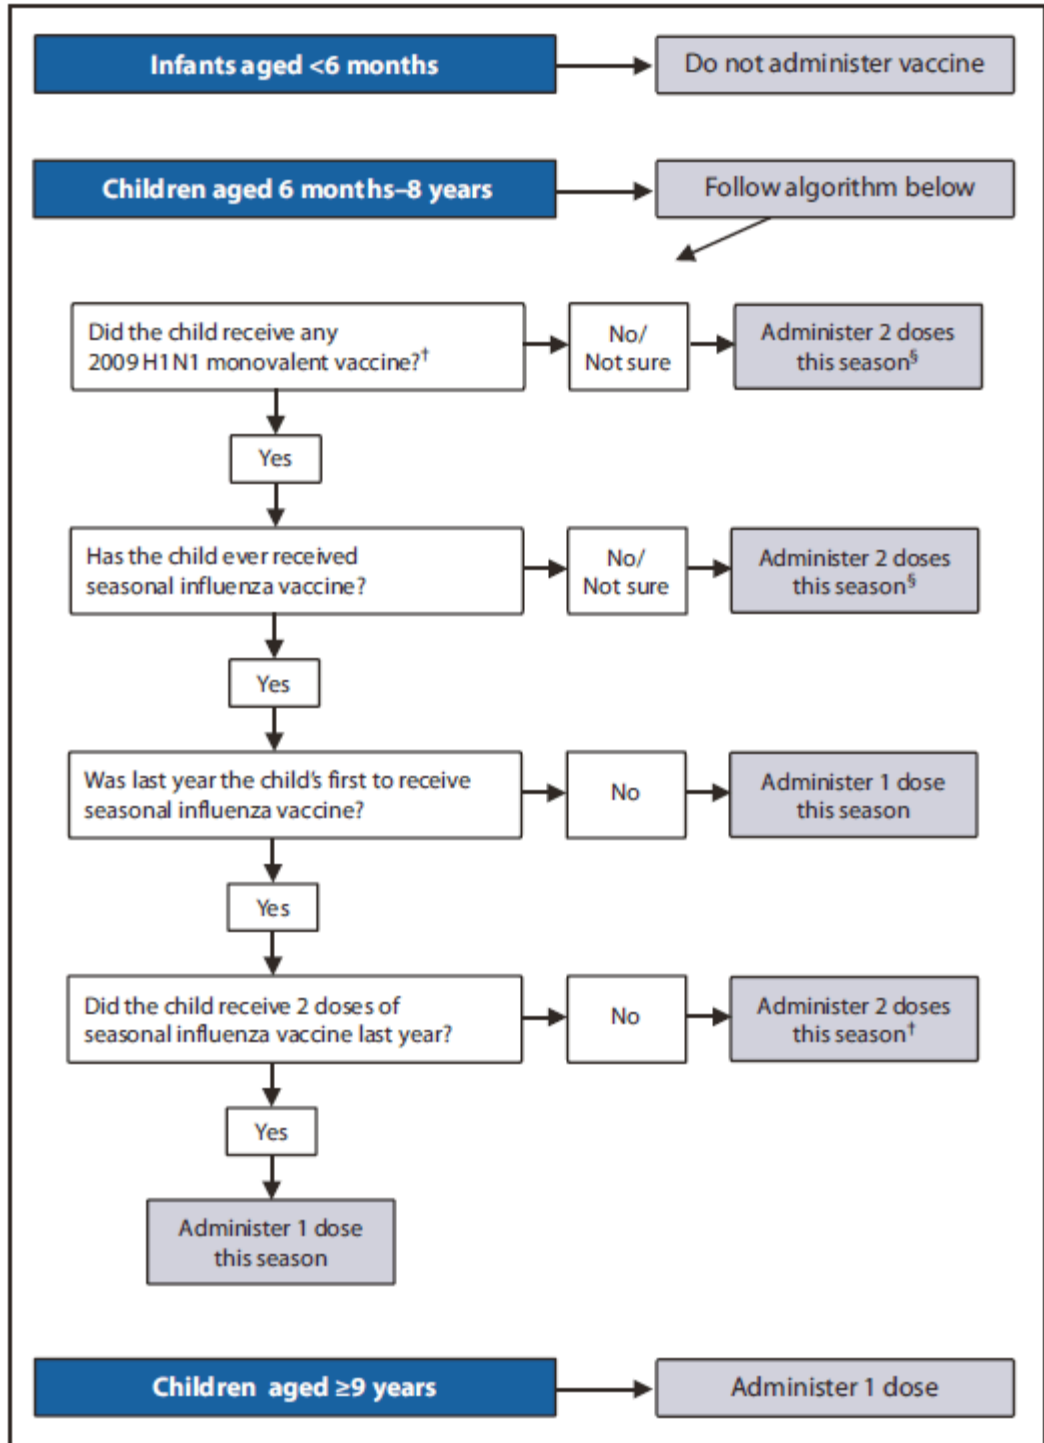 Infants aged <6 months
Do not administer vaccine
Children aged 6 months–8 years
Follow algorithm below
Did the child receive any
2009 H1N1 monovalent vaccine?†
No/
Not sure
Administer 2 doses
this season§
Yes
Has the child ever received
seasonal influenza vaccine?
No/
Not sure
Administer 2 doses
this season§
Yes
Was last year the child's first to receive
seasonal influenza vaccine?
No
Administer 1 dose
this season
Yes
Did the child receive 2 doses of
seasonal influenza vaccine last year?
No
Administer 2 doses
this season†
Yes
Administer 1 dose
this season
Children aged ≥9 years
Administer 1 dose